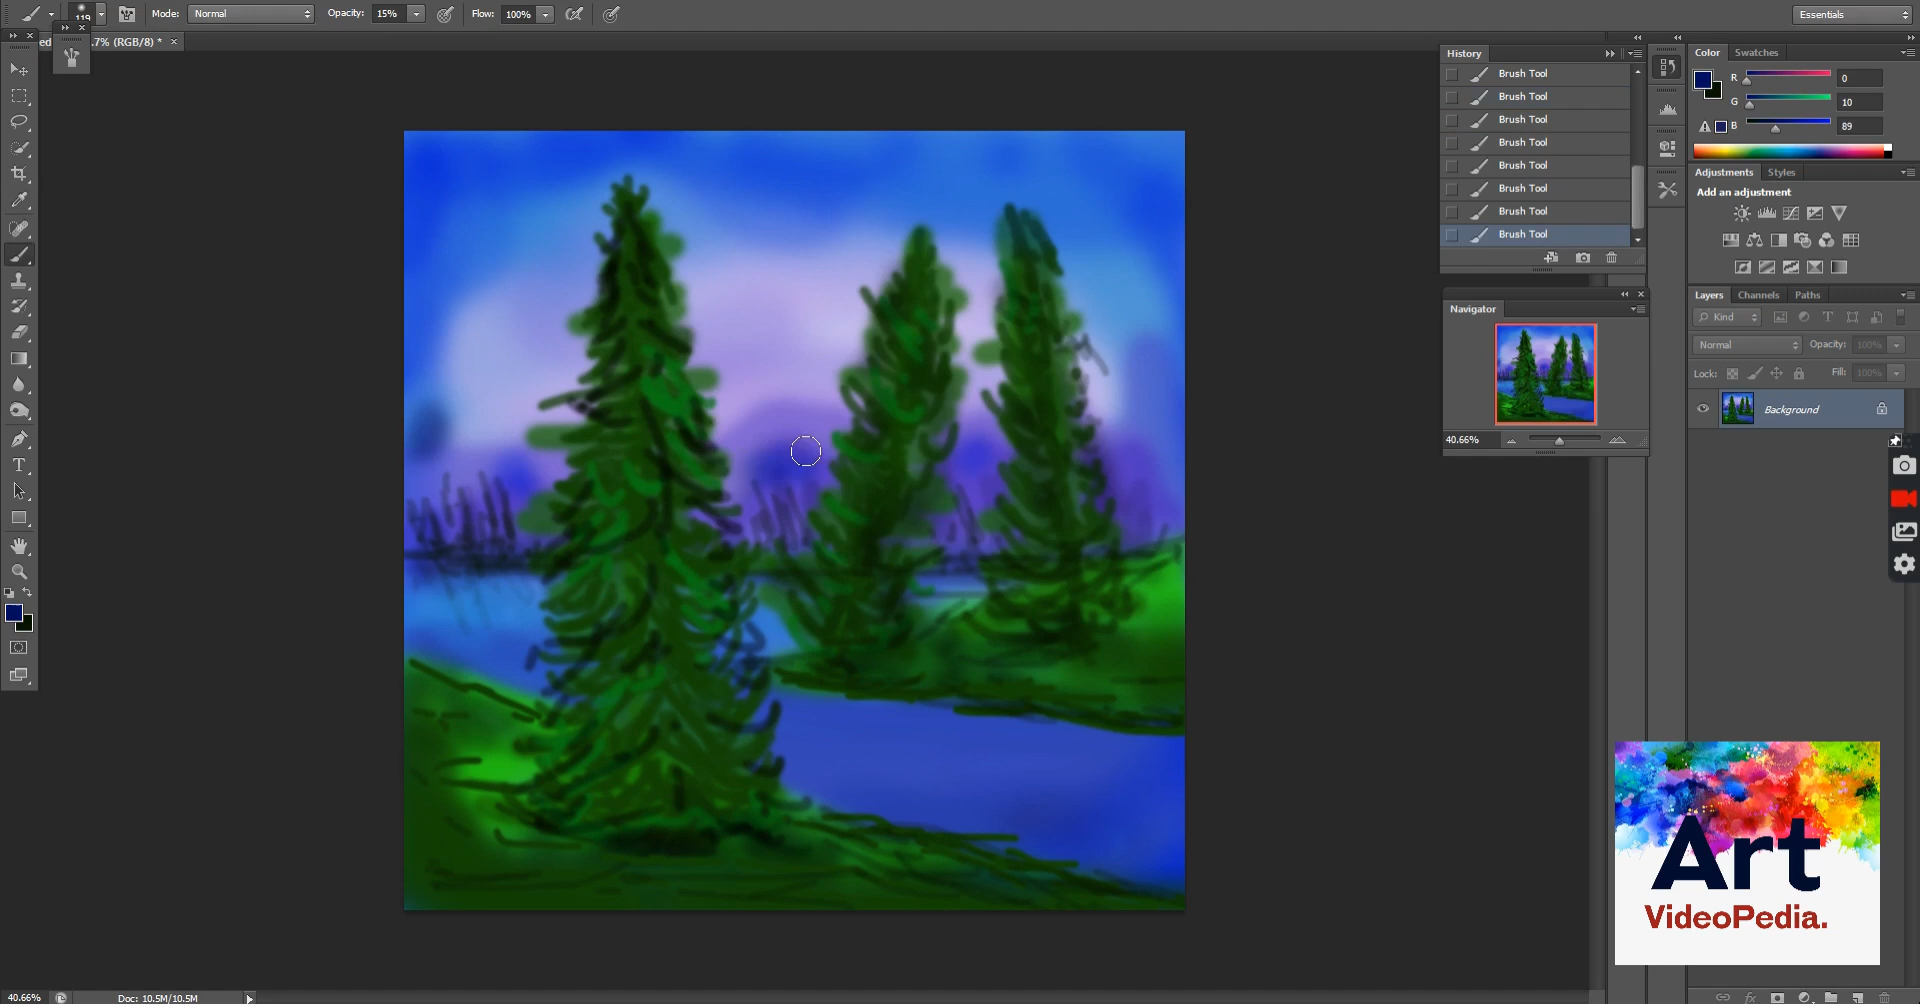 119
Mode: Normal
Opacity: 15%
Flow: 100%
Essentials
ed
.7% (RGB/8) *
History
Brush Tool
Brush Tool
Brush Tool
Brush Tool
Brush Tool
Brush Tool
Brush Tool
Brush Tool
Navigator
40.66%
Color Swatches
R 0
G 10
B 89
Adjustments Styles
Add an adjustment
Layers Channels Paths
Kind
Normal Opacity: 100%
Lock: Fill: 100%
Background
Art
VideoPedia.
40.66% Doc: 10.5M/10.5M